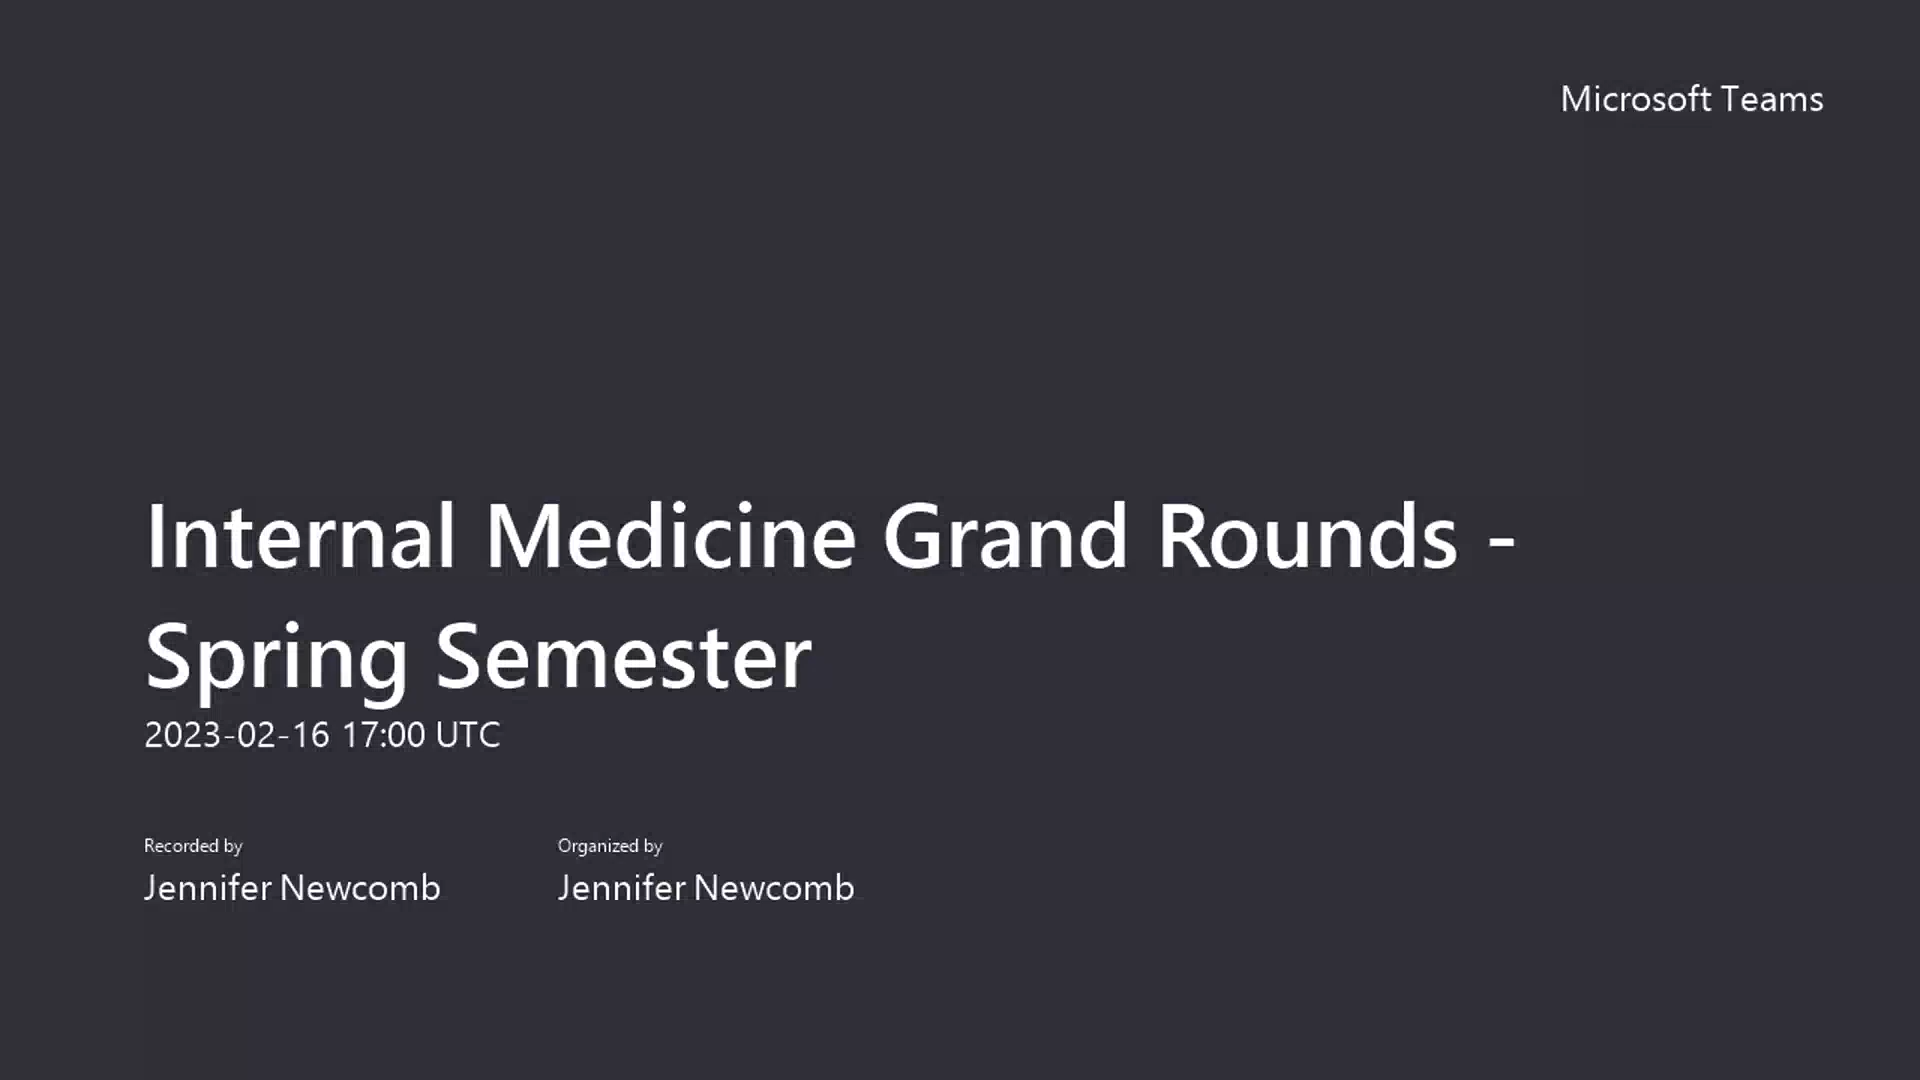 Microsoft Teams
Internal Medicine Grand Rounds -
Spring Semester
2023-02-16 17:00 UTC
Recorded by
Jennifer Newcomb
Organized by
Jennifer Newcomb